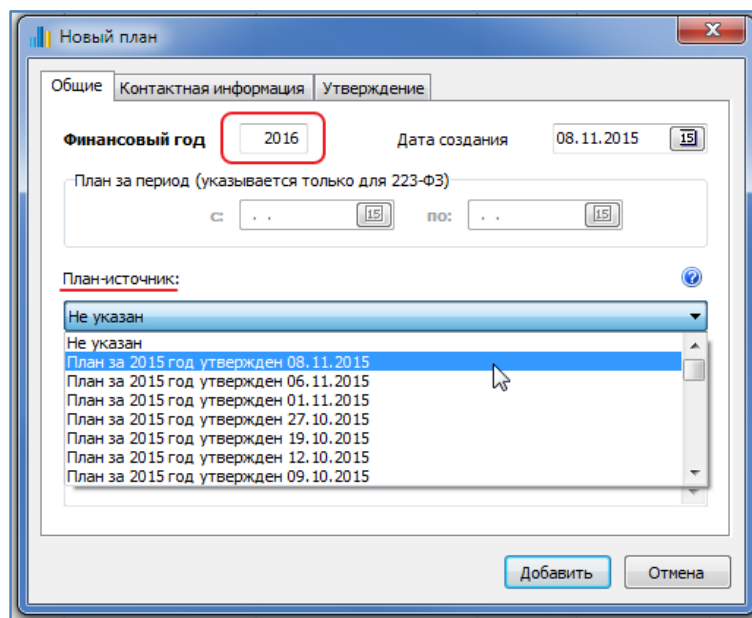 Новый план
Общие Контактная информация Утверждение
Финансовый год 2016 Дата создания 08.11.2015 15
План за период (указывается только для 223-ФЗ)
с: . . 15 по: . . 15
План-источник:
Не указан
Не указан
План за 2015 год утвержден 08.11.2015
План за 2015 год утвержден 06.11.2015
План за 2015 год утвержден 01.11.2015
План за 2015 год утвержден 27.10.2015
План за 2015 год утвержден 19.10.2015
План за 2015 год утвержден 12.10.2015
План за 2015 год утвержден 09.10.2015
Добавить Отмена